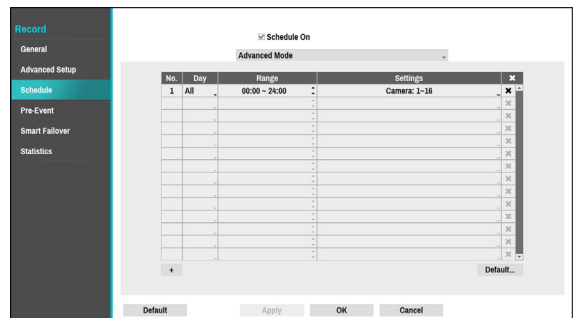 Record
General
Advanced Setup
Schedule
Pre-Event
Smart Failover
Statistics
Schedule On
Advanced Mode
No. Day Range Settings
1 All 00:00 ~ 24:00 Camera: 1~16
+ Default...
Default Apply OK Cancel